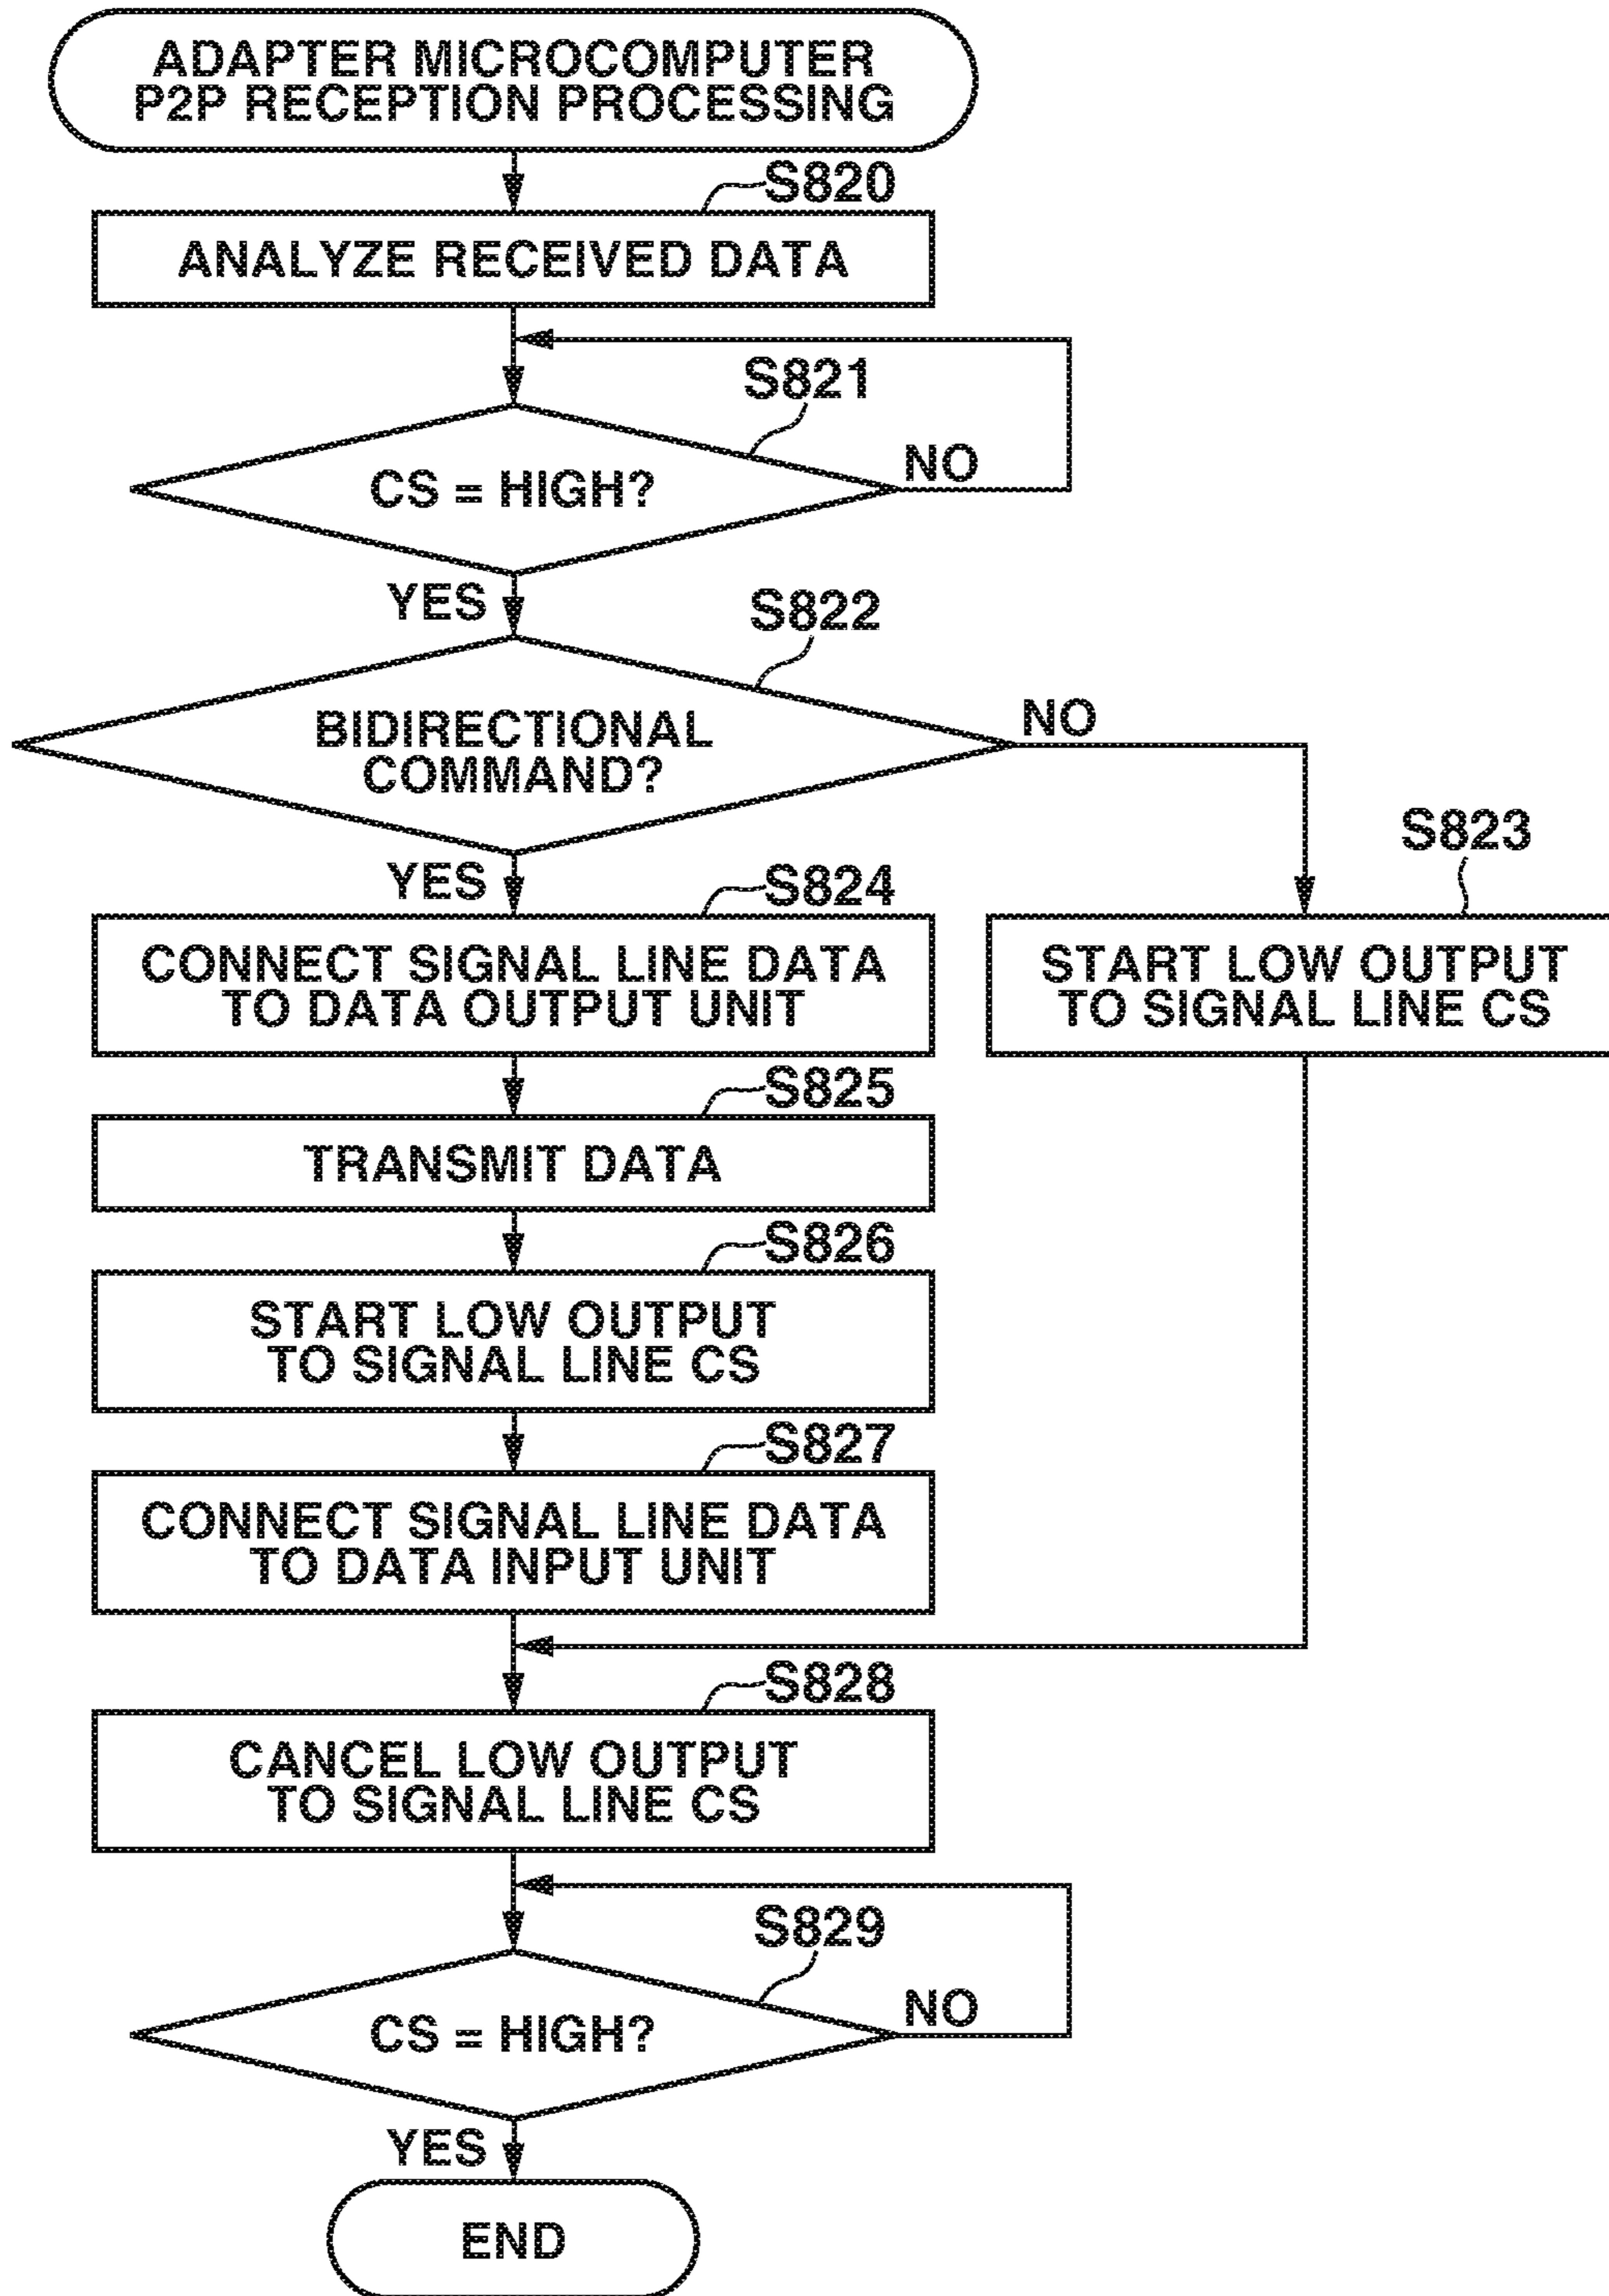 ADAPTER MICROCOMPUTER
P2P RECEPTION PROCESSING
S820
ANALYZE RECEIVED DATA
S821
CS = HIGH?
NO
YES
S822
BIDIRECTIONAL
COMMAND?
NO
YES
S823
START LOW OUTPUT
TO SIGNAL LINE CS
S824
CONNECT SIGNAL LINE DATA
TO DATA OUTPUT UNIT
S825
TRANSMIT DATA
S826
START LOW OUTPUT
TO SIGNAL LINE CS
S827
CONNECT SIGNAL LINE DATA
TO DATA INPUT UNIT
S828
CANCEL LOW OUTPUT
TO SIGNAL LINE CS
S829
CS = HIGH?
NO
YES
END